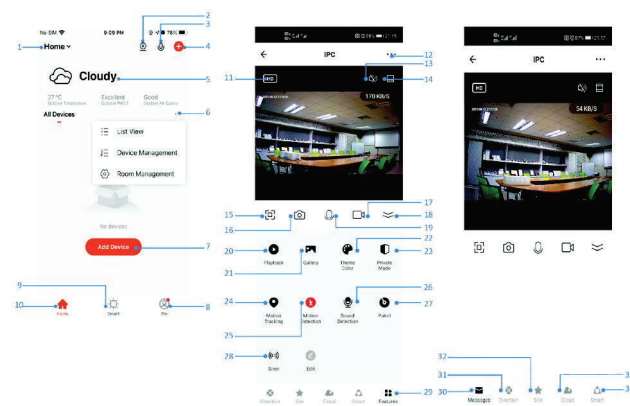 2
3
No SIM
9:09 PM
78%
1
Home
4
Cloudy
5
27 °C
Excellent
Good
Outdoor Temperature
Outdoor PM2.5
Outdoor Air Quality
All Devices
6
List View
Device Management
Room Management
No devices
Add Device
7
9
10
8
Home
Smart
Me
IPC
12
13
11
HD
14
170 KB/S
15
16
17
18
19
20
22
Playback
Gallery
Theme Color
Private Mode
21
23
24
26
Motion Tracking
Motion Detection
Sound Detection
Patrol
27
25
28
Siren
Edit
29
Direction
Site
Cloud
Smart
Features
IPC
HD
54 KB/S
32
31
3
30
3
Messages
Direction
Site
Cloud
Smart